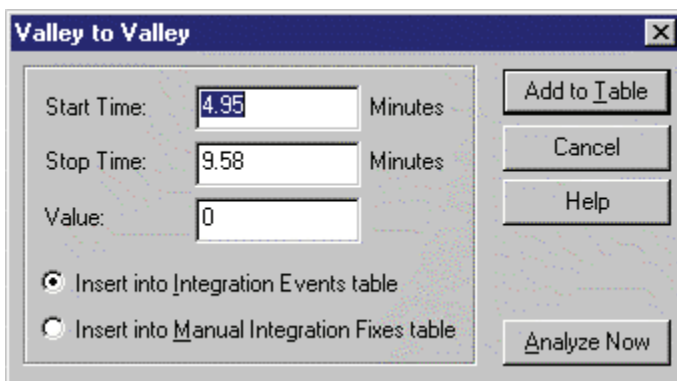 Valley to Valley
Start Time: 4.95 Minutes Add to Table
Stop Time: 9.58 Minutes Cancel
Value: 0 Help
Insert into Integration Events table
Insert into Manual Integration Fixes table Analyze Now